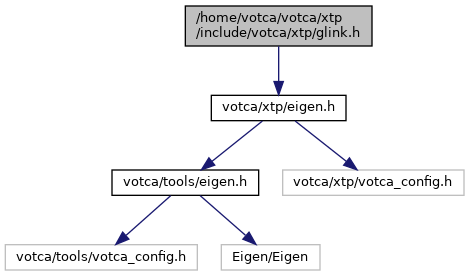 /home/votca/votca/xtp
/include/votca/xtp/glink.h
votca/xtp/eigen.h
votca/tools/eigen.h
votca/xtp/votca_config.h
votca/tools/votca_config.h
Eigen/Eigen